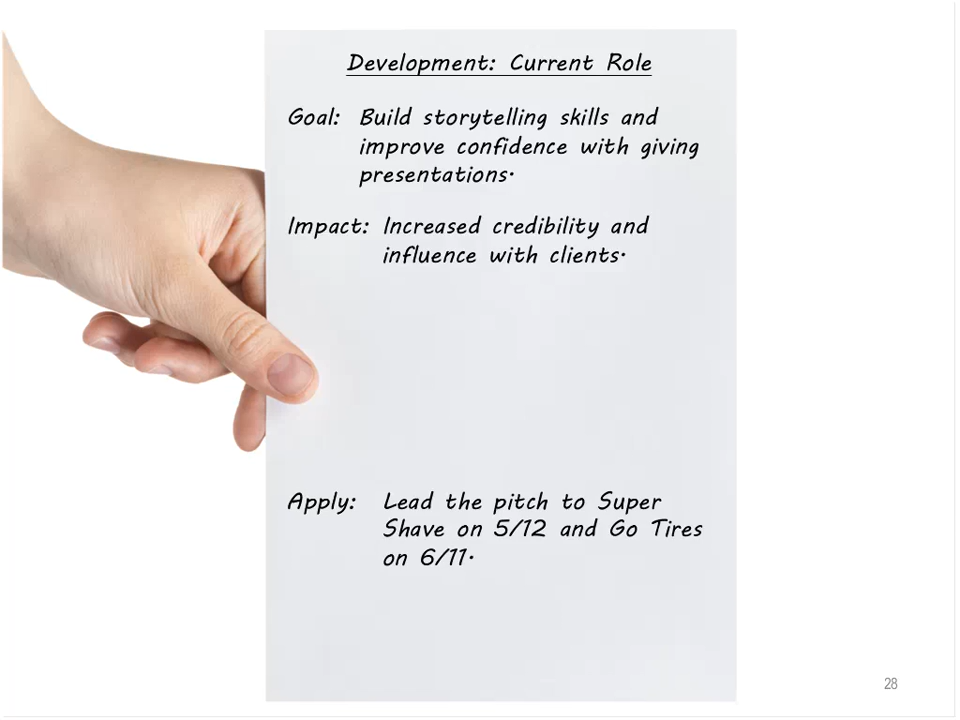 Development: Current Role
Goal: Build storytelling skills and
improve confidence with giving
presentations.
Impact: Increased credibility and
influence with clients.
Apply: Lead the pitch to Super
Shave on 5/12 and Go Tires
on 6/11.
28